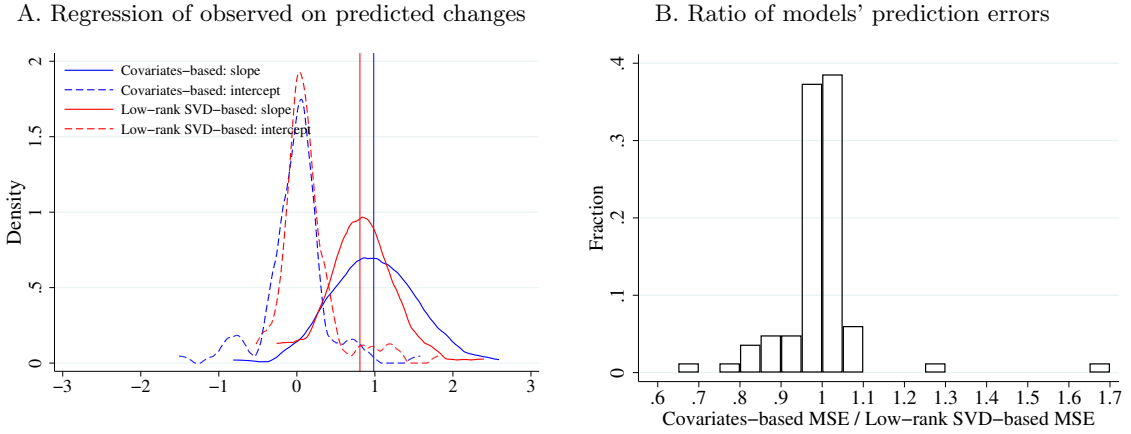 A. Regression of observed on predicted changes
Density
2
1.5
1
.5
0
Covariates−based: slope
Covariates−based: intercept
Low−rank SVD−based: slope
Low−rank SVD−based: intercept
−3 −2 −1 0 1 2 3
B. Ratio of models’ prediction errors
Fraction
.4
.3
.2
.1
0
.6 .7 .8 .9 1 1.1 1.2 1.3 1.4 1.5 1.6 1.7
Covariates−based MSE / Low−rank SVD−based MSE